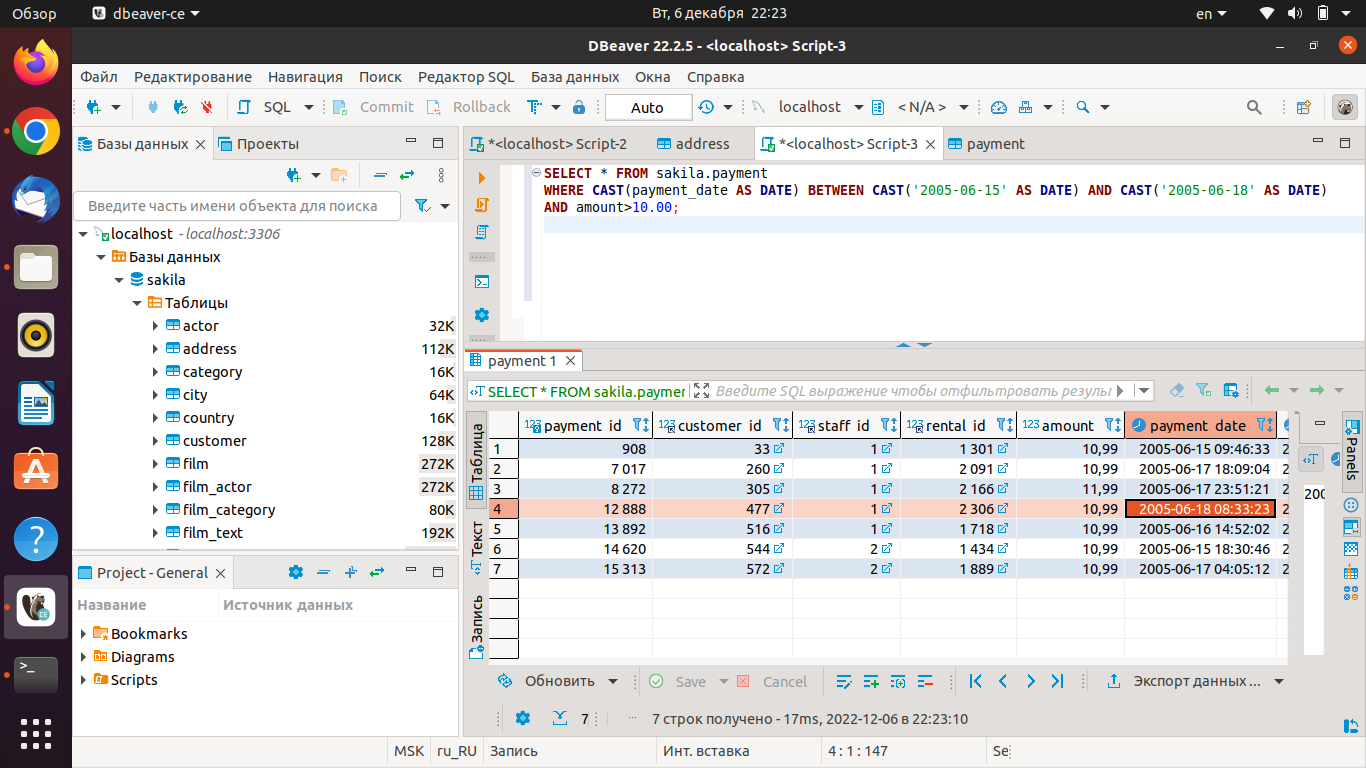 Обзор dbeaver-ce Вт, 6 декабря 22:23 en
DBeaver 22.2.5 - <localhost> Script-3
Файл Редактирование Навигация Поиск Редактор SQL База данных Окна Справка
SQL Commit Rollback Auto localhost < N/A >
Базы данных Проекты
Введите часть имени объекта для поиска
localhost - localhost:3306
Базы данных
sakila
Таблицы
actor 32K
address 112K
category 16K
city 64K
country 16K
customer 128K
film 272K
film_actor 272K
film_category 80K
film_text 192K
Project - General
Название Источник данных
Bookmarks
Diagrams
Scripts
*<localhost> Script-2 address *<localhost> Script-3 payment
SELECT * FROM sakila.payment
WHERE CAST(payment_date AS DATE) BETWEEN CAST('2005-06-15' AS DATE) AND CAST('2005-06-18' AS DATE)
AND amount>10.00;
payment 1
SELECT * FROM sakila.paymer Введите SQL выражение чтобы отфильтровать результ
Таблица
Текст
Запись
payment_id customer_id staff_id rental_id amount payment_date
1 908 33 1 1 301 10,99 2005-06-15 09:46:33 2
2 7 017 260 1 2 091 10,99 2005-06-17 18:09:04 2
3 8 272 305 1 2 166 11,99 2005-06-17 23:51:21 2
4 12 888 477 1 2 306 10,99 2005-06-18 08:33:23 2
5 13 892 516 1 1 718 10,99 2005-06-16 14:52:02 2
6 14 620 544 2 1 434 10,99 2005-06-15 18:30:46 2
7 15 313 572 2 1 889 10,99 2005-06-17 04:05:12 2
200
Panels
Обновить Save Cancel Экспорт данных ...
7 7 строк получено - 17ms, 2022-12-06 в 22:23:10
MSK ru_RU Запись Инт. вставка 4 : 1 : 147 Se